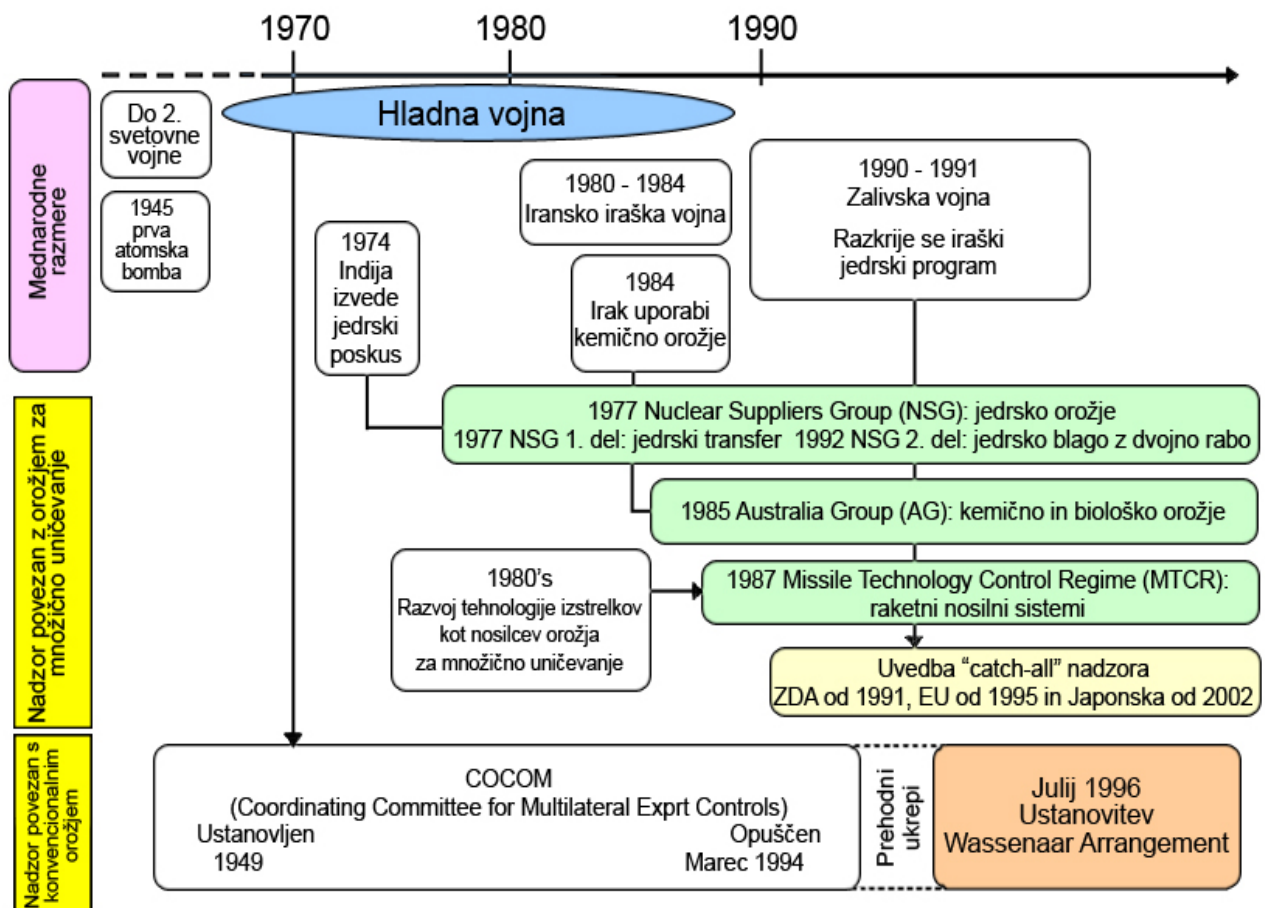 1970
1980
1990
Hladna vojna
Mednarodne
razmere
Do 2.
svetovne
vojne
1945
prva
atomska
bomba
1974
Indija
izvede
jedrski
poskus
1980 - 1984
Iransko iraška vojna
1984
Irak uporabi
kemično orožje
1990 - 1991
Zalivska vojna
Razkrije se iraški
jedrski program
Nadzor povezan z orožjem za
množično uničevanje
1977 Nuclear Suppliers Group (NSG): jedrsko orožje
1977 NSG 1. del: jedrski transfer 1992 NSG 2. del: jedrsko blago z dvojno rabo
1985 Australia Group (AG): kemično in biološko orožje
1980's
Razvoj tehnologije izstrelkov
kot nosilcev orožja
za množično uničevanje
1987 Missile Technology Control Regime (MTCR):
raketni nosilni sistemi
Uvedba “catch-all” nadzora
ZDA od 1991, EU od 1995 in Japonska od 2002
Nadzor povezan s
konvencionalnim
orožjem
COCOM
(Coordinating Committee for Multilateral Exprt Controls)
Ustanovljen
1949
Opuščen
Marec 1994
Prehodni
ukrepi
Julij 1996
Ustanovitev
Wassenaar Arrangement